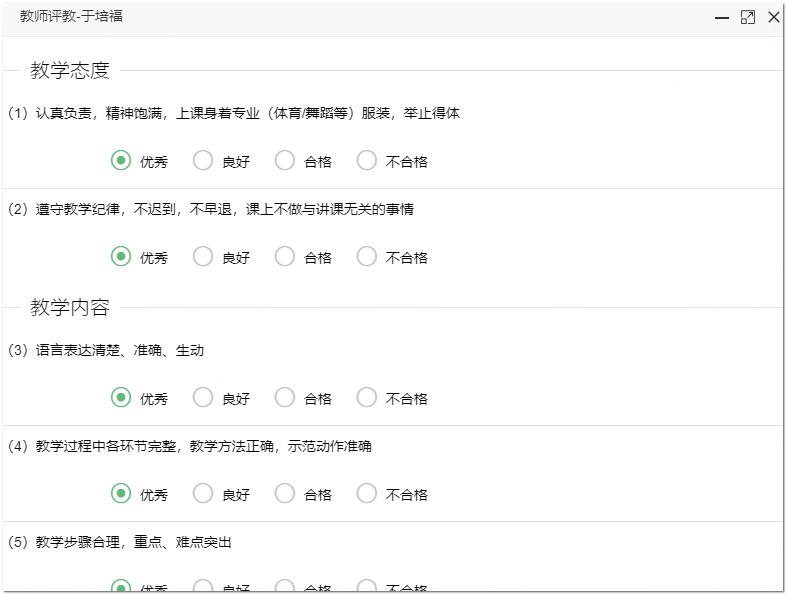 教师评教-于培福
教学态度
(1) 认真负责，精神饱满，上课身着专业（体育/舞蹈等）服装，举止得体
优秀 良好 合格 不合格
(2) 遵守教学纪律，不迟到，不早退，课上不做与讲课无关的事情
优秀 良好 合格 不合格
教学内容
(3) 语言表达清楚、准确、生动
优秀 良好 合格 不合格
(4) 教学过程中各环节完整，教学方法正确，示范动作准确
优秀 良好 合格 不合格
(5) 教学步骤合理，重点、难点突出
优秀 良好 合格 不合格